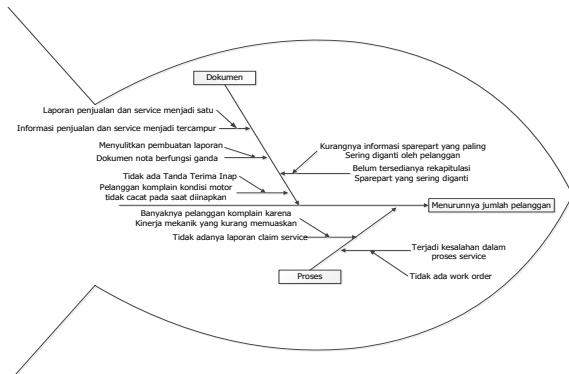 Dokumen
Laporan penjualan dan service menjadi satu
Informasi penjualan dan service menjadi tercampur
Menyulitkan pembuatan laporan
Dokumen nota berfungsi ganda
Kurangnya informasi sparepart yang paling
Sering diganti oleh pelanggan
Belum tersedianya rekapitulasi
Sparepart yang sering diganti
Tidak ada Tanda Terima Inap
Pelanggan komplain kondisi motor
tidak cacat pada saat diinapkan
Menurunnya jumlah pelanggan
Banyaknya pelanggan komplain karena
Kinerja mekanik yang kurang memuaskan
Tidak adanya laporan claim service
Terjadi kesalahan dalam
proses service
Tidak ada work order
Proses